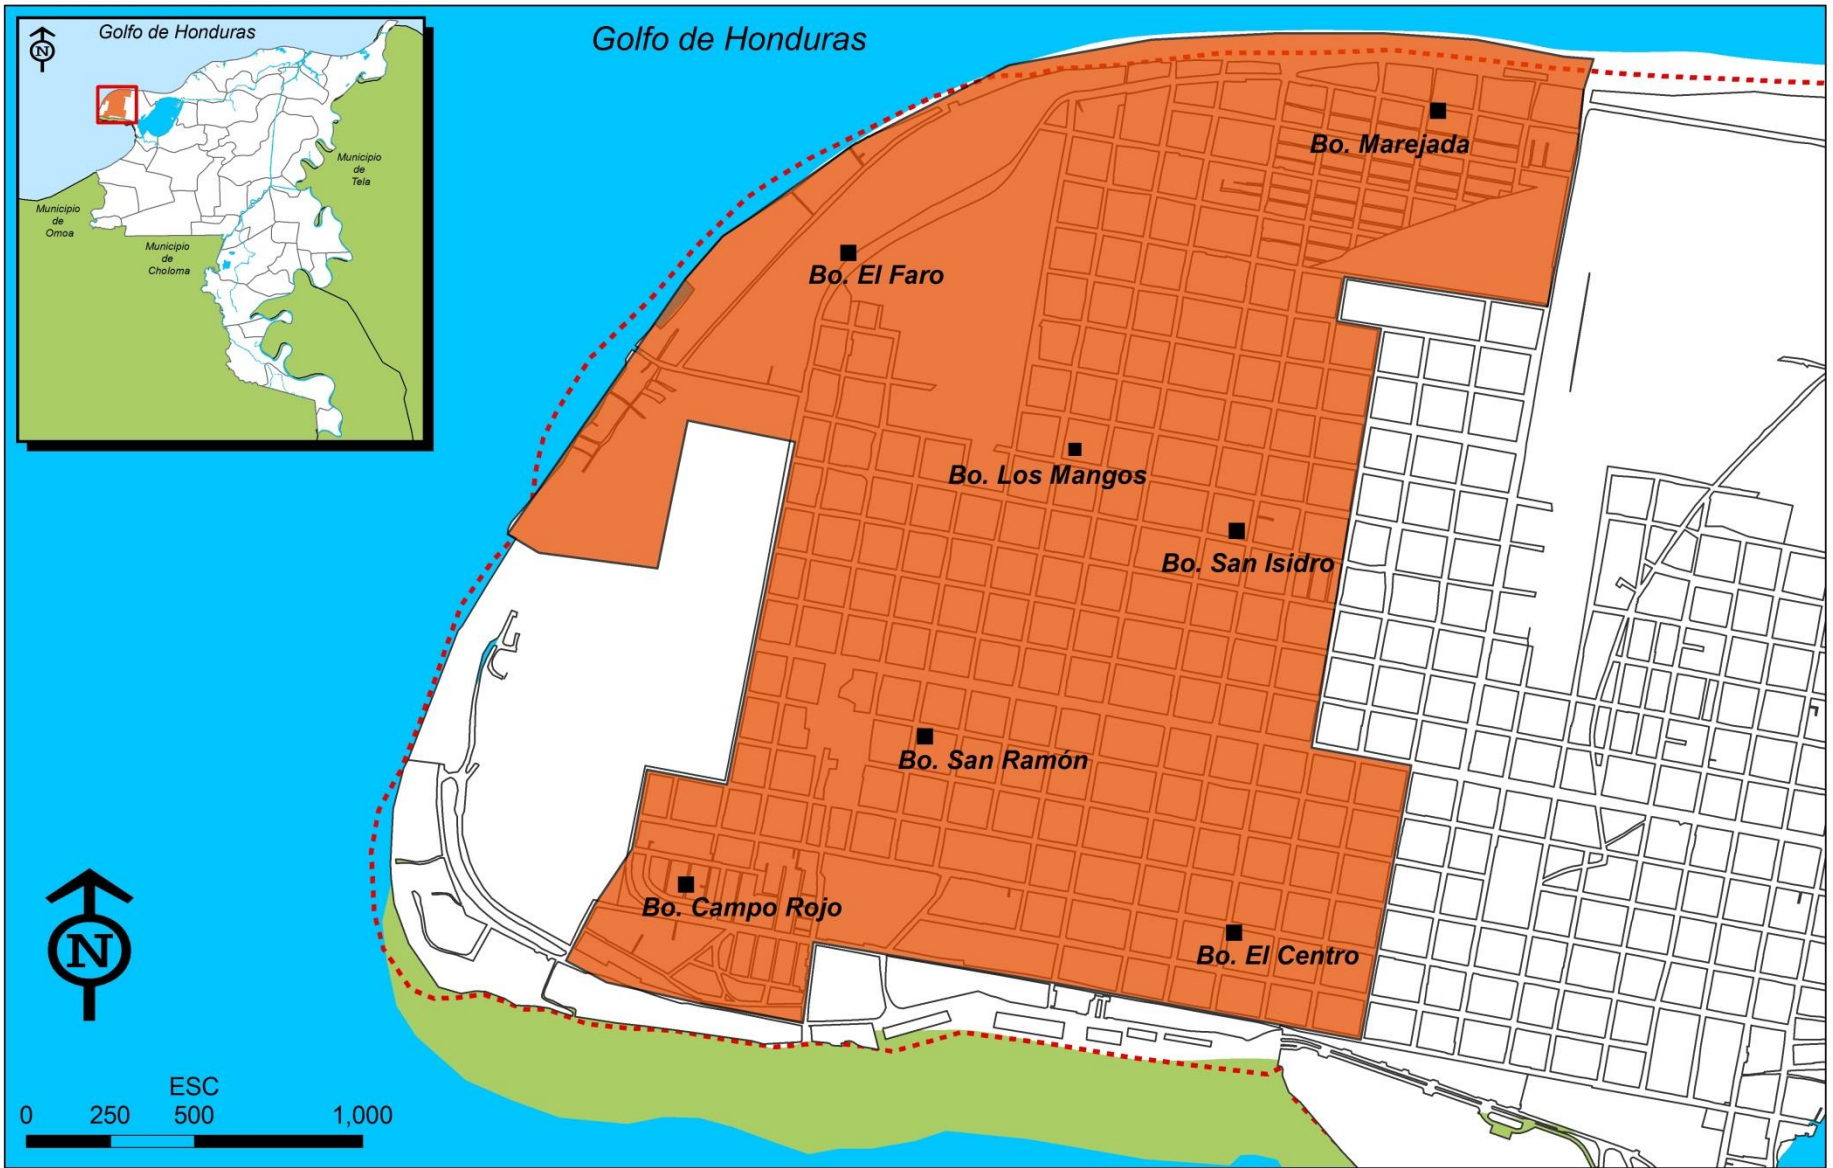 Golfo de Honduras
N
Municipio
de
Tela
Municipio
de
Omoa
Municipio
de
Choloma
Golfo de Honduras
Bo. Marejada
Bo. El Faro
Bo. Los Mangos
Bo. San Isidro
Bo. San Ramón
Bo. Campo Rojo
Bo. El Centro
N
ESC
0 250 500 1,000